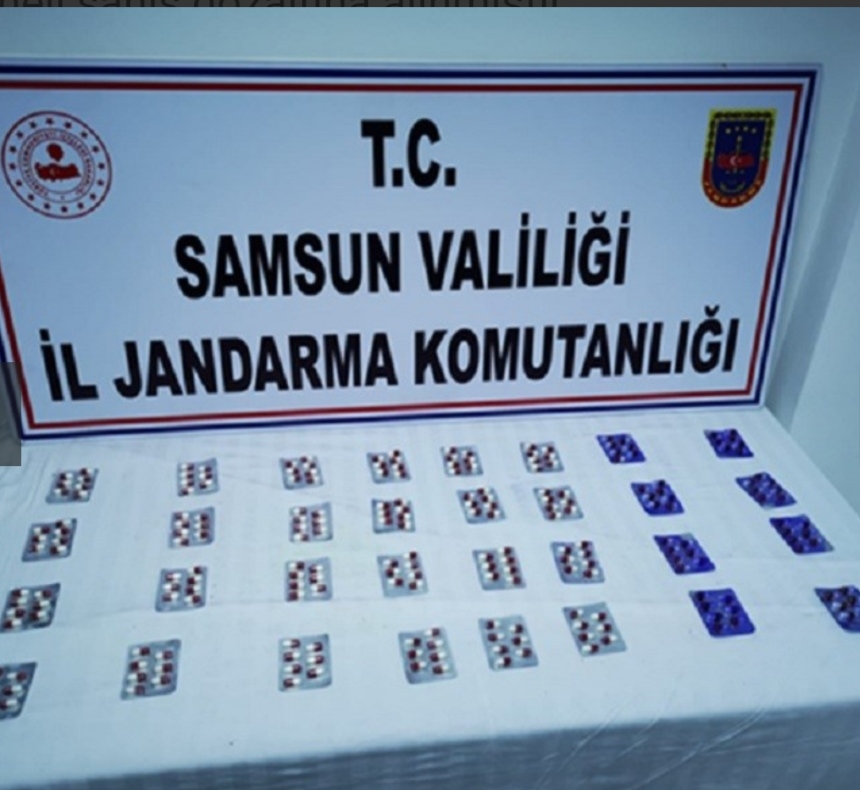 T.C.
SAMSUN VALİLİĞİ
İL JANDARMA KOMUTANLIĞI